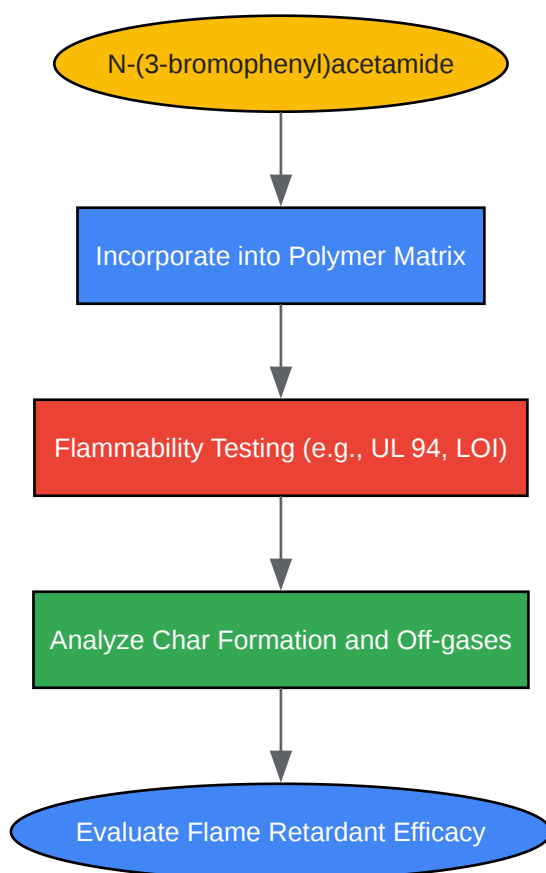 N-(3-bromophenyl)acetamide
Incorporate into Polymer Matrix
Flammability Testing (e.g., UL 94, LOI)
Analyze Char Formation and Off-gases
Evaluate Flame Retardant Efficacy